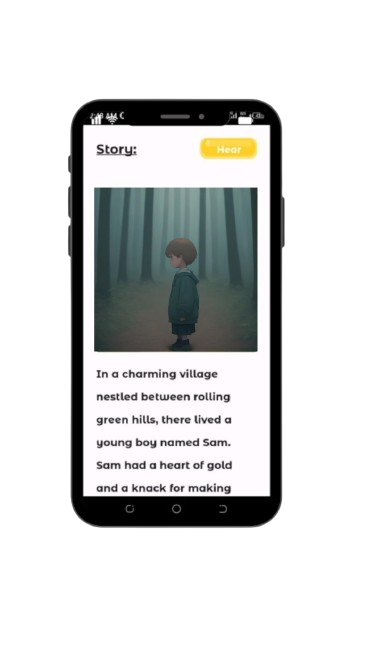 Story:
Hear
In a charming village
nestled between rolling
green hills, there lived a
young boy named Sam.
Sam had a heart of gold
and a knack for making